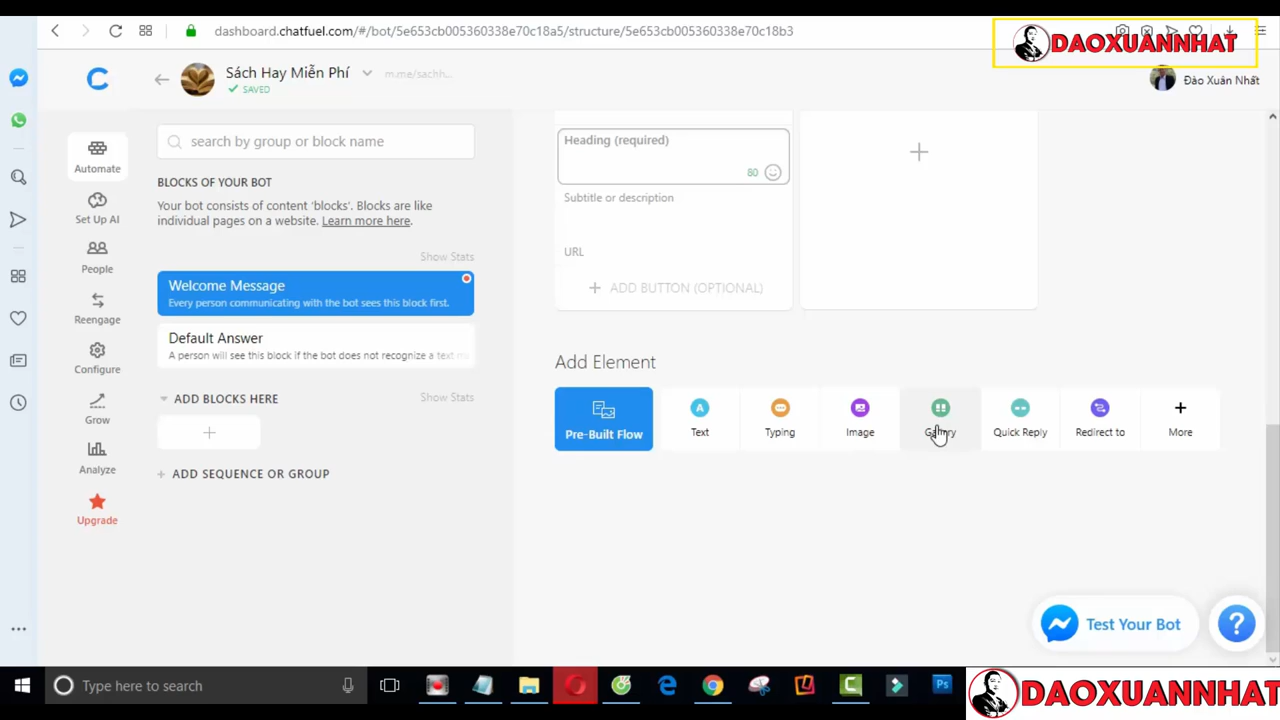 dashboard.chatfuel.com/#/bot/5e653cb005360338e70c18a5/structure/5e653cb005360338e70c18b3
DAOXUANNHAT
Sách Hay Miễn Phí
m.me/sachh...
SAVED
Đào Xuân Nhất
Automate
Set Up AI
People
Reengage
Configure
Grow
Analyze
Upgrade
search by group or block name
BLOCKS OF YOUR BOT
Your bot consists of content 'blocks'. Blocks are like
individual pages on a website. Learn more here.
Show Stats
Welcome Message
Every person communicating with the bot sees this block first.
Default Answer
A person will see this block if the bot does not recognize a text
ADD BLOCKS HERE
Show Stats
+ ADD SEQUENCE OR GROUP
Heading (required)
80
Subtitle or description
URL
+ ADD BUTTON (OPTIONAL)
Add Element
Pre-Built Flow
Text
Typing
Image
Gallery
Quick Reply
Redirect to
More
Test Your Bot
?
Type here to search
Ps
DAOXUANNHAT